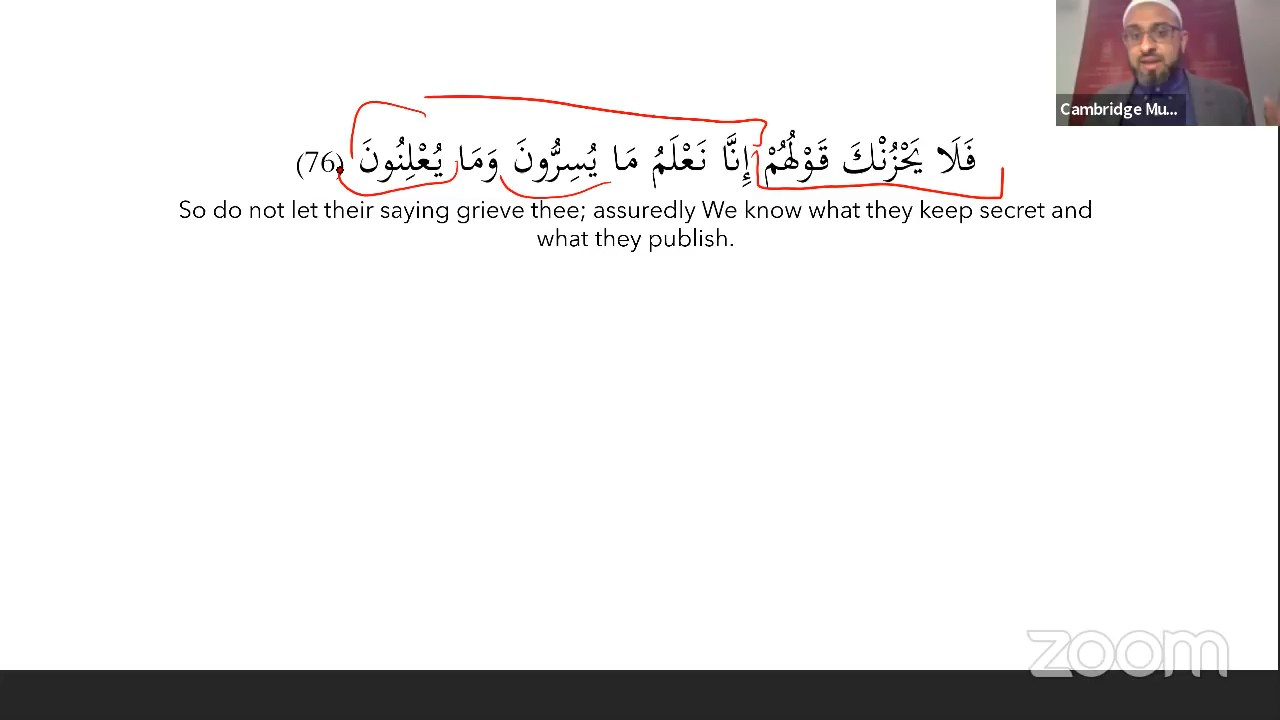 Cambridge Mu...
فَلَا يَحْزُنْكَ قَوْلُهُمْ إِنَّا نَعْلَمُ مَا يُسِرُّونَ وَمَا يُعْلِنُونَ (76)
So do not let their saying grieve thee; assuredly We know what they keep secret and
what they publish.
zoom